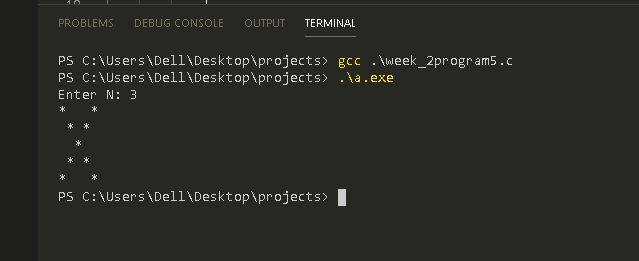 PROBLEMS DEBUG CONSOLE OUTPUT TERMINAL
PS C:\Users\Dell\Desktop\projects> gcc .\week_2program5.c
PS C:\Users\Dell\Desktop\projects> .\a.exe
Enter N: 3
*   *
 * *
  *
 * *
*   *
PS C:\Users\Dell\Desktop\projects>